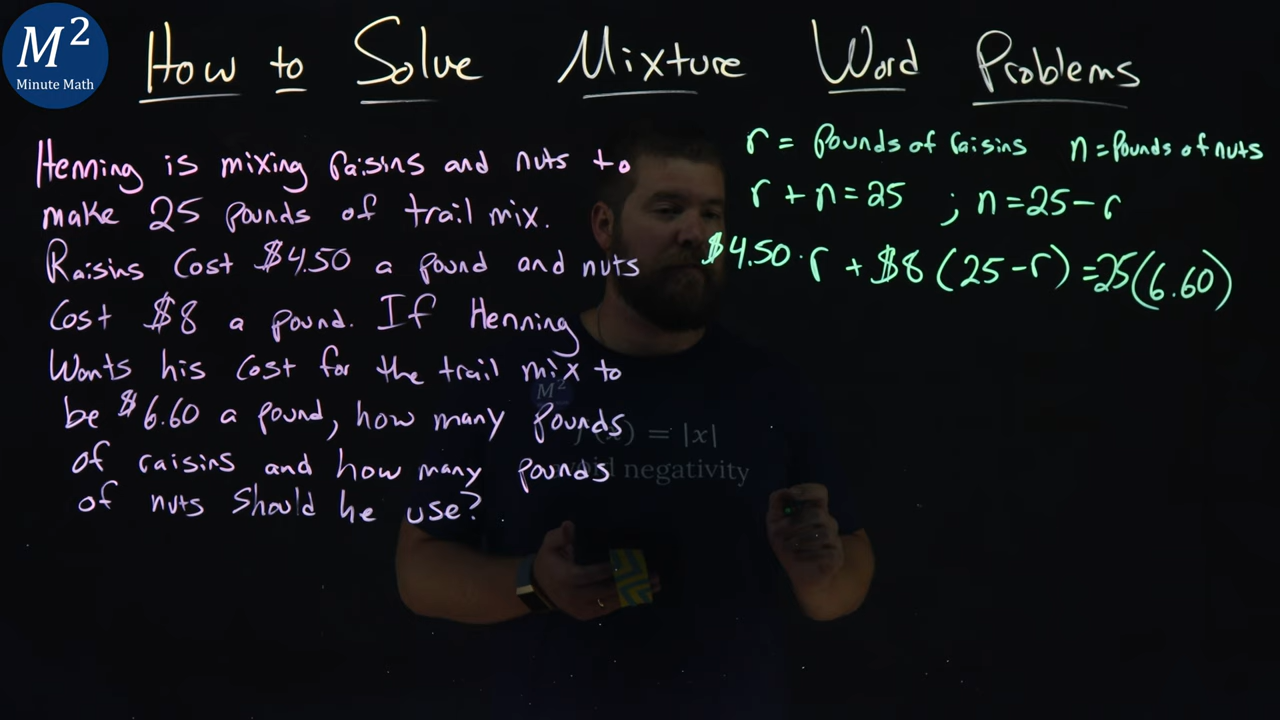 M²
Minute Math
How to Solve Mixture Word Problems
Henning is mixing raisins and nuts to
make 25 pounds of trail mix.
Raisins cost $4.50 a pound and nuts
cost $8 a pound. If Henning
wants his cost for the trail mix to
be $6.60 a pound, how many pounds
of raisins and how many pounds
of nuts should he use?
r = pounds of raisins n = pounds of nuts
r + n = 25 ; n = 25 - r
$4.50 · r + $8 (25 - r) = 25(6.60)
M²
= |x|
negativity